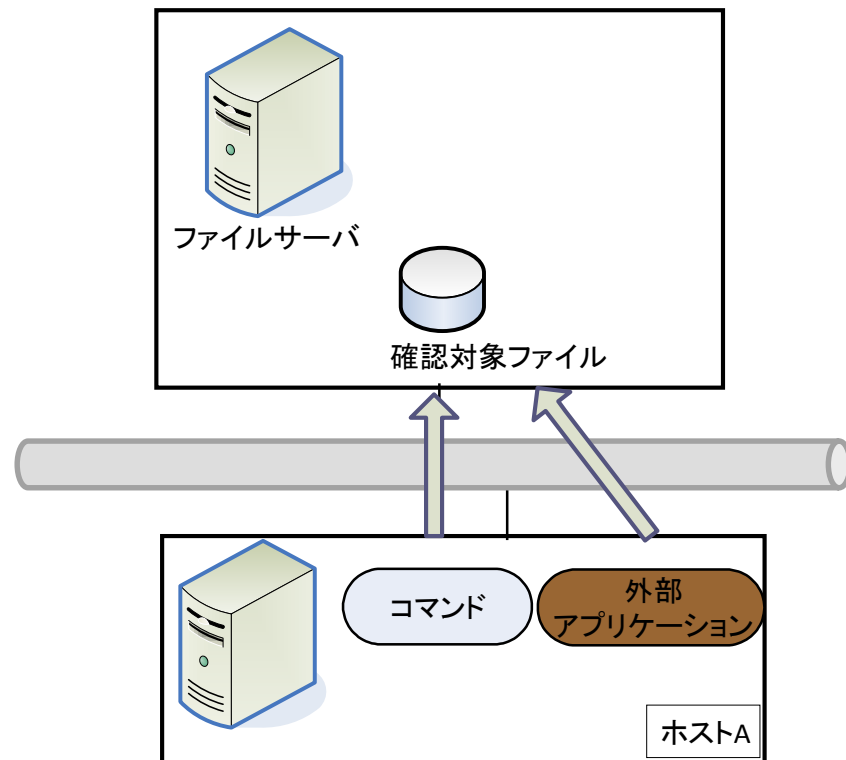 ファイルサーバ
確認対象ファイル
コマンド
外部
アプリケーション
ホストA